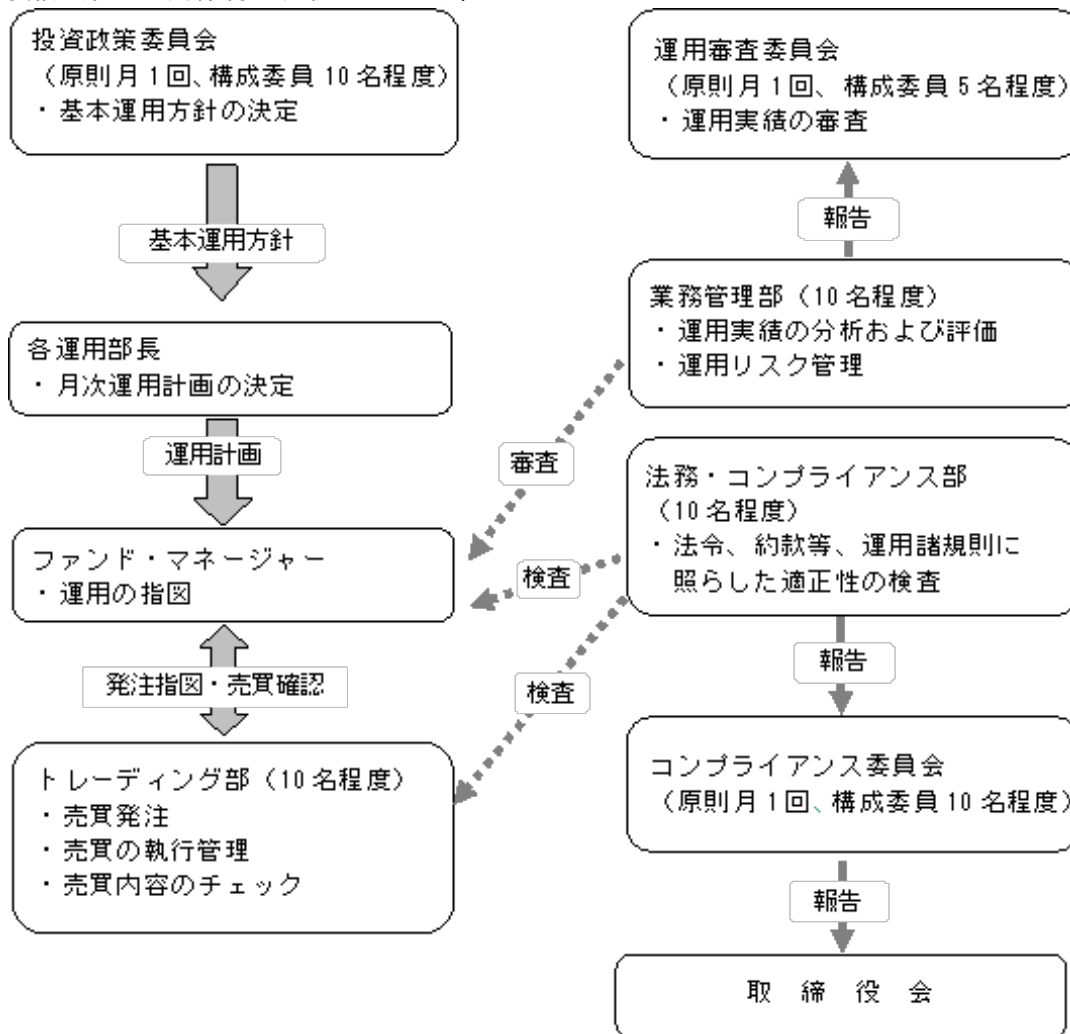 投資政策委員会
（原則月1回、構成委員10名程度）
・基本運用方針の決定
基本運用方針
各運用部長
・月次運用計画の決定
運用計画
ファンド・マネージャー
・運用の指図
発注指図・売買確認
トレーディング部（10名程度）
・売買発注
・売買の執行管理
・売買内容のチェック
運用審査委員会
（原則月1回、構成委員5名程度）
・運用実績の審査
報告
業務管理部（10名程度）
・運用実績の分析および評価
・運用リスク管理
審査
法務・コンプライアンス部
（10名程度）
・法令、約款等、運用諸規則に
照らした適正性の検査
検査
検査
報告
コンプライアンス委員会
（原則月1回、構成委員10名程度）
報告
取締役会